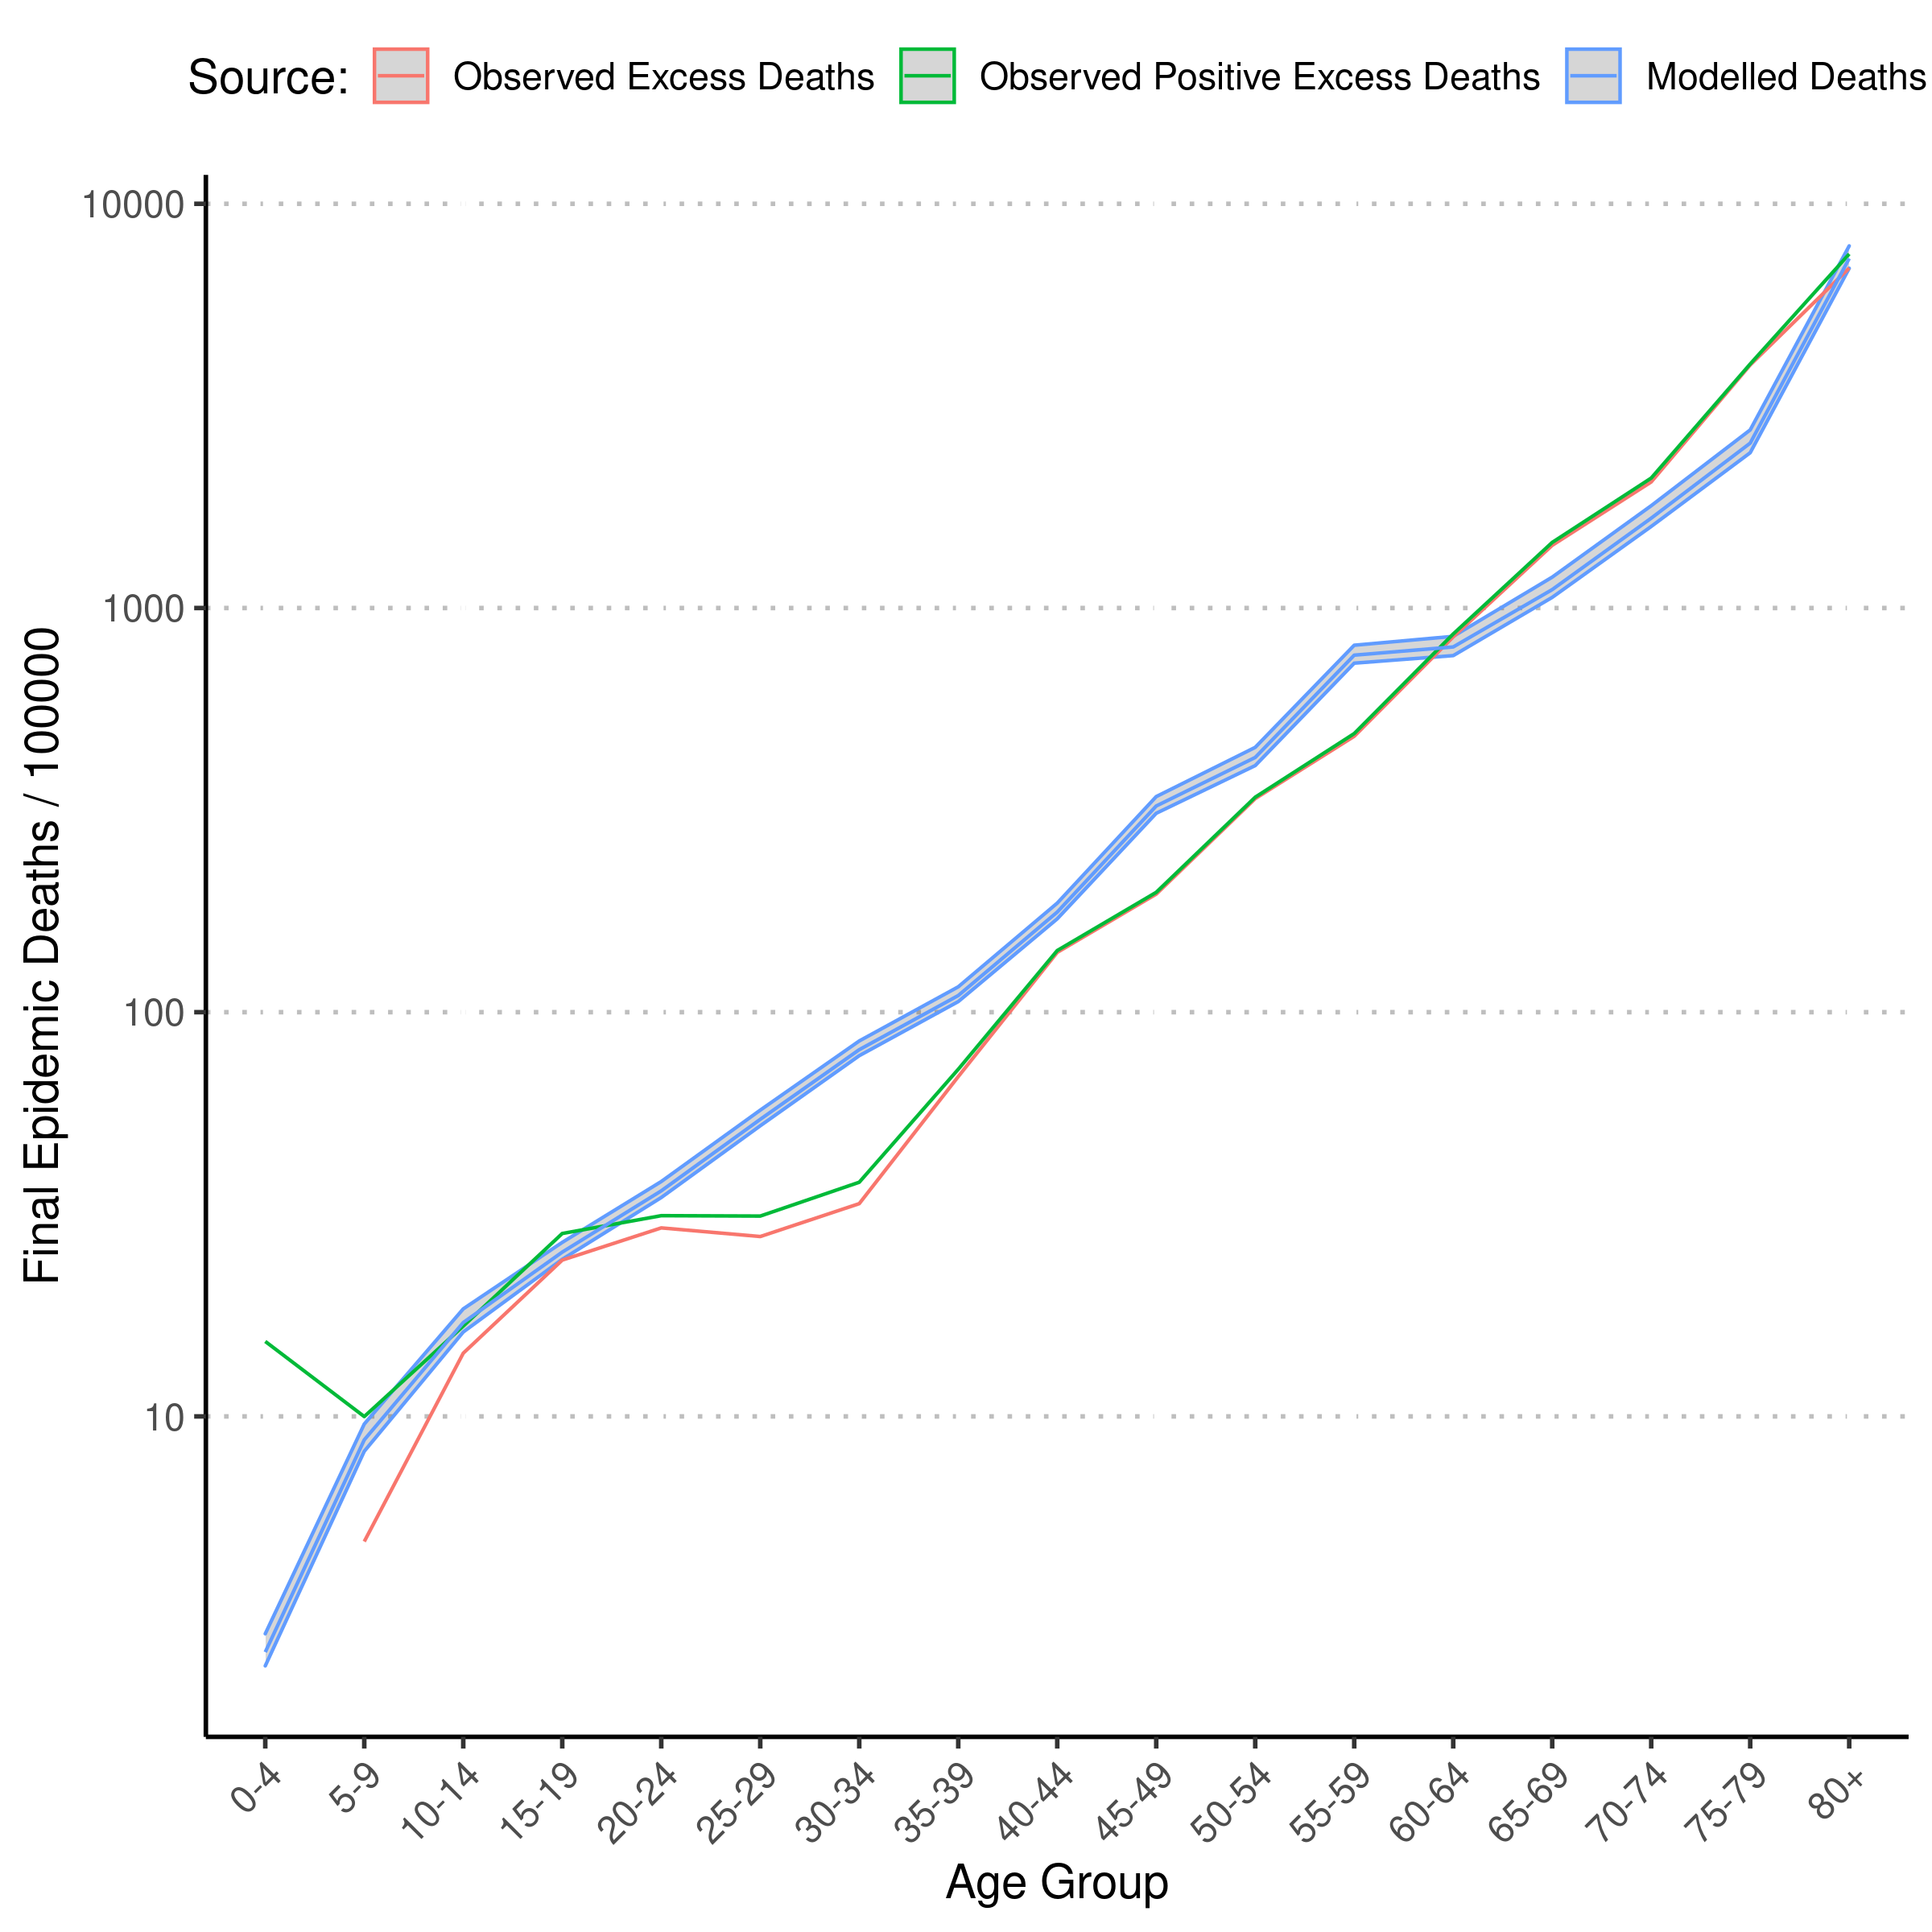 Source: Observed Excess Deaths Observed Positive Excess Deaths Modelled Deaths
10000
1000
100
10
Final Epidemic Deaths / 100000
0-4 5-9 10-14 15-19 20-24 25-29 30-34 35-39 40-44 45-49 50-54 55-59 60-64 65-69 70-74 75-79 80+
Age Group